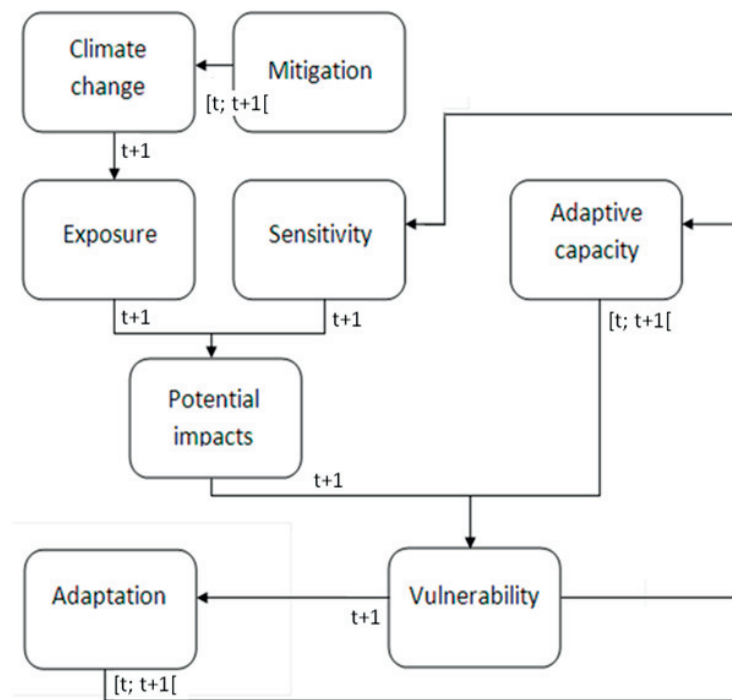 Climate
change
Mitigation
[t; t+1[
t+1
Exposure
Sensitivity
Adaptive
capacity
t+1
t+1
[t; t+1[
Potential
impacts
t+1
Adaptation
Vulnerability
t+1
[t; t+1[